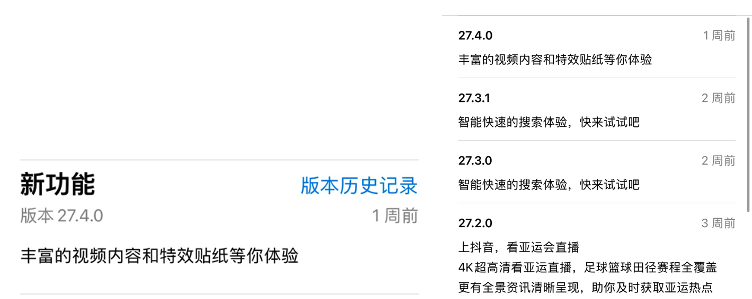 新功能
版本历史记录
版本 27.4.0
1 周前
丰富的视频内容和特效贴纸等你体验
27.4.0
1 周前
丰富的视频内容和特效贴纸等你体验
27.3.1
2 周前
智能快速的搜索体验，快来试试吧
27.3.0
2 周前
智能快速的搜索体验，快来试试吧
27.2.0
3 周前
上抖音，看亚运会直播
4K超高清看亚运直播，足球篮球田径赛程全覆盖
更有全景资讯清晰呈现，助你及时获取亚运热点